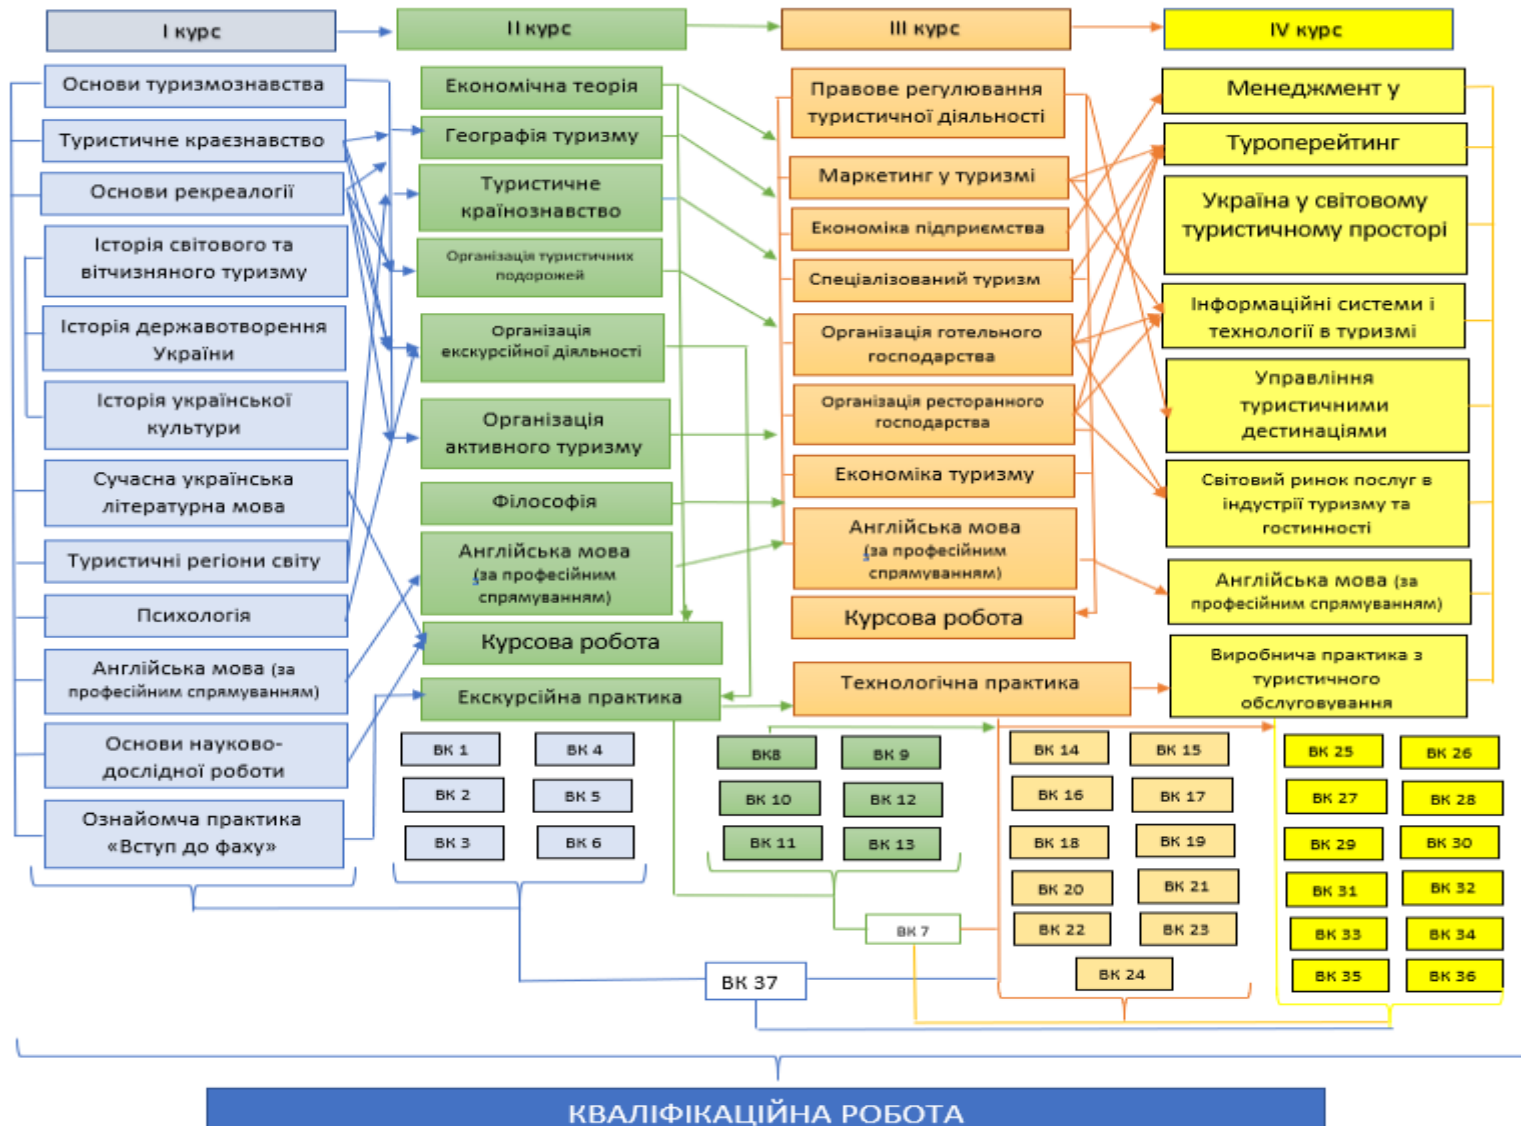 І курс
ІІ курс
ІІІ курс
IV курс
Основи туризмознавства
Туристичне краєзнавство
Основи рекреалогії
Історія світового та
вітчизняного туризму
Історія державотворення
України
Історія української
культури
Сучасна українська
літературна мова
Туристичні регіони світу
Психологія
Англійська мова (за
професійним спрямуванням)
Основи науково-
дослідної роботи
Ознайомча практика
«Вступ до фаху»
Економічна теорія
Географія туризму
Туристичне
країнознавство
Організація туристичних
подорожей
Організація
екскурсійної діяльності
Організація
активного туризму
Філософія
Англійська мова
(за професійним
спрямуванням)
Курсова робота
Екскурсійна практика
Правове регулювання
туристичної діяльності
Маркетинг у туризмі
Економіка підприємства
Спеціалізований туризм
Організація готельного
господарства
Організація ресторанного
господарства
Економіка туризму
Англійська мова
(за професійним
спрямуванням)
Курсова робота
Технологічна практика
Менеджмент у
Туроперейтинг
Україна у світовому
туристичному просторі
Інформаційні системи і
технології в туризмі
Управління
туристичними
дестинаціями
Світовий ринок послуг в
індустрії туризму та
гостинності
Англійська мова (за
професійним спрямуванням)
Виробнича практика з
туристичного
обслуговування
ВК 1
ВК 4
ВК 2
ВК 5
ВК 3
ВК 6
ВК8
ВК 9
ВК 10
ВК 12
ВК 11
ВК 13
ВК 7
ВК 14
ВК 15
ВК 16
ВК 17
ВК 18
ВК 19
ВК 20
ВК 21
ВК 22
ВК 23
ВК 24
ВК 25
ВК 26
ВК 27
ВК 28
ВК 29
ВК 30
ВК 31
ВК 32
ВК 33
ВК 34
ВК 35
ВК 36
ВК 37
КВАЛІФІКАЦІЙНА РОБОТА